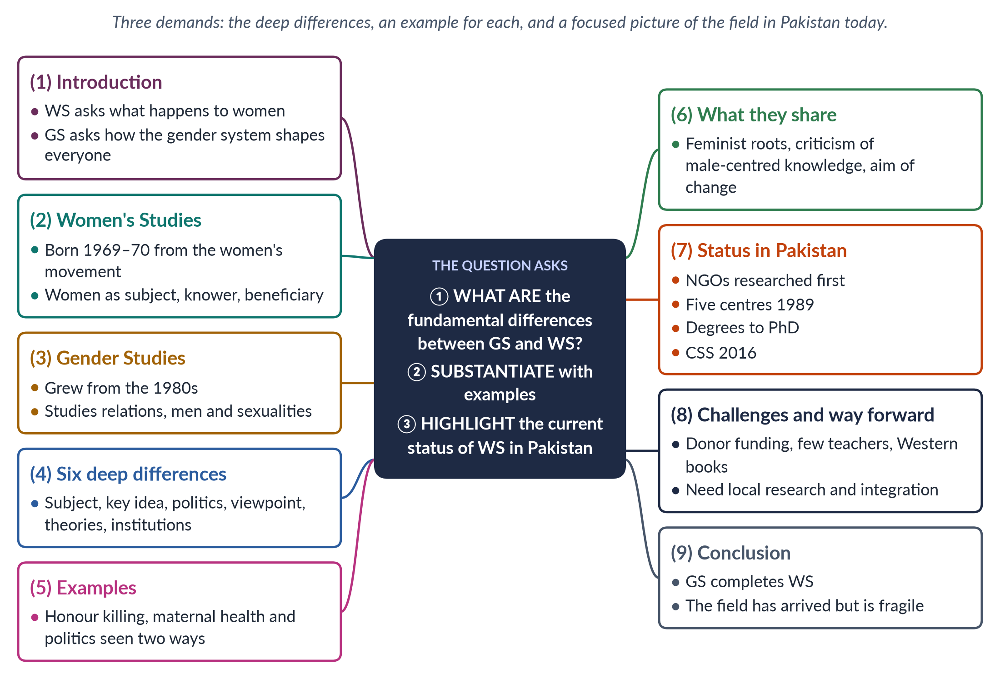 Three demands: the deep differences, an example for each, and a focused picture of the field in Pakistan today.
(1) Introduction
• WS asks what happens to women
• GS asks how the gender system shapes
everyone
(2) Women's Studies
• Born 1969–70 from the women's
movement
• Women as subject, knower, beneficiary
(3) Gender Studies
• Grew from the 1980s
• Studies relations, men and sexualities
(4) Six deep differences
• Subject, key idea, politics, viewpoint,
theories, institutions
(5) Examples
• Honour killing, maternal health and
politics seen two ways
THE QUESTION ASKS
① WHAT ARE the
fundamental differences
between GS and WS?
② SUBSTANTIATE with
examples
③ HIGHLIGHT the current
status of WS in Pakistan
(6) What they share
• Feminist roots, criticism of
male-centred knowledge, aim of
change
(7) Status in Pakistan
• NGOs researched first
• Five centres 1989
• Degrees to PhD
• CSS 2016
(8) Challenges and way forward
• Donor funding, few teachers, Western
books
• Need local research and integration
(9) Conclusion
• GS completes WS
• The field has arrived but is fragile